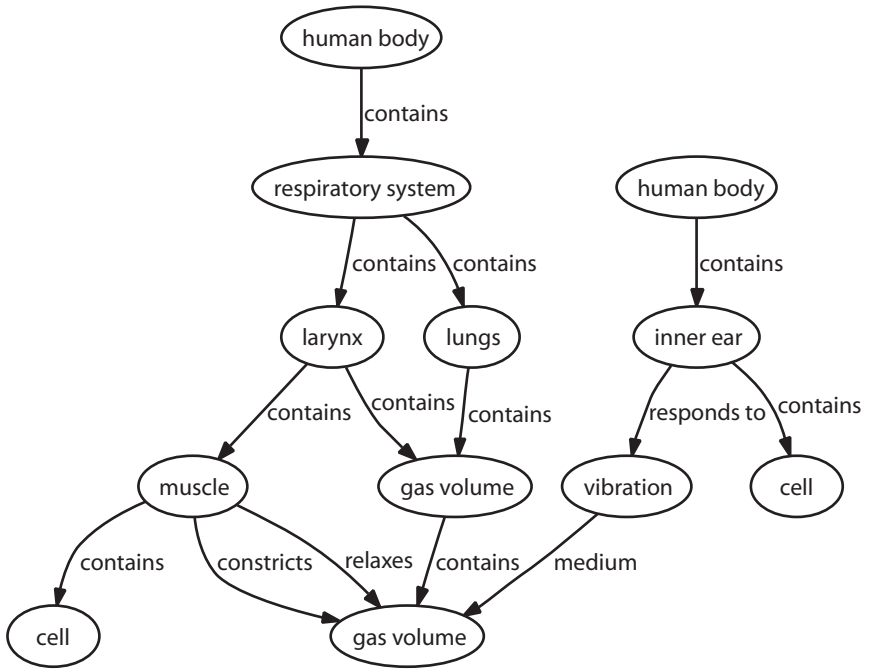 human body
contains
respiratory system
human body
contains
contains
contains
larynx
lungs
inner ear
contains
contains
contains
responds to
contains
muscle
gas volume
vibration
cell
contains
constricts
relaxes
contains
medium
cell
gas volume